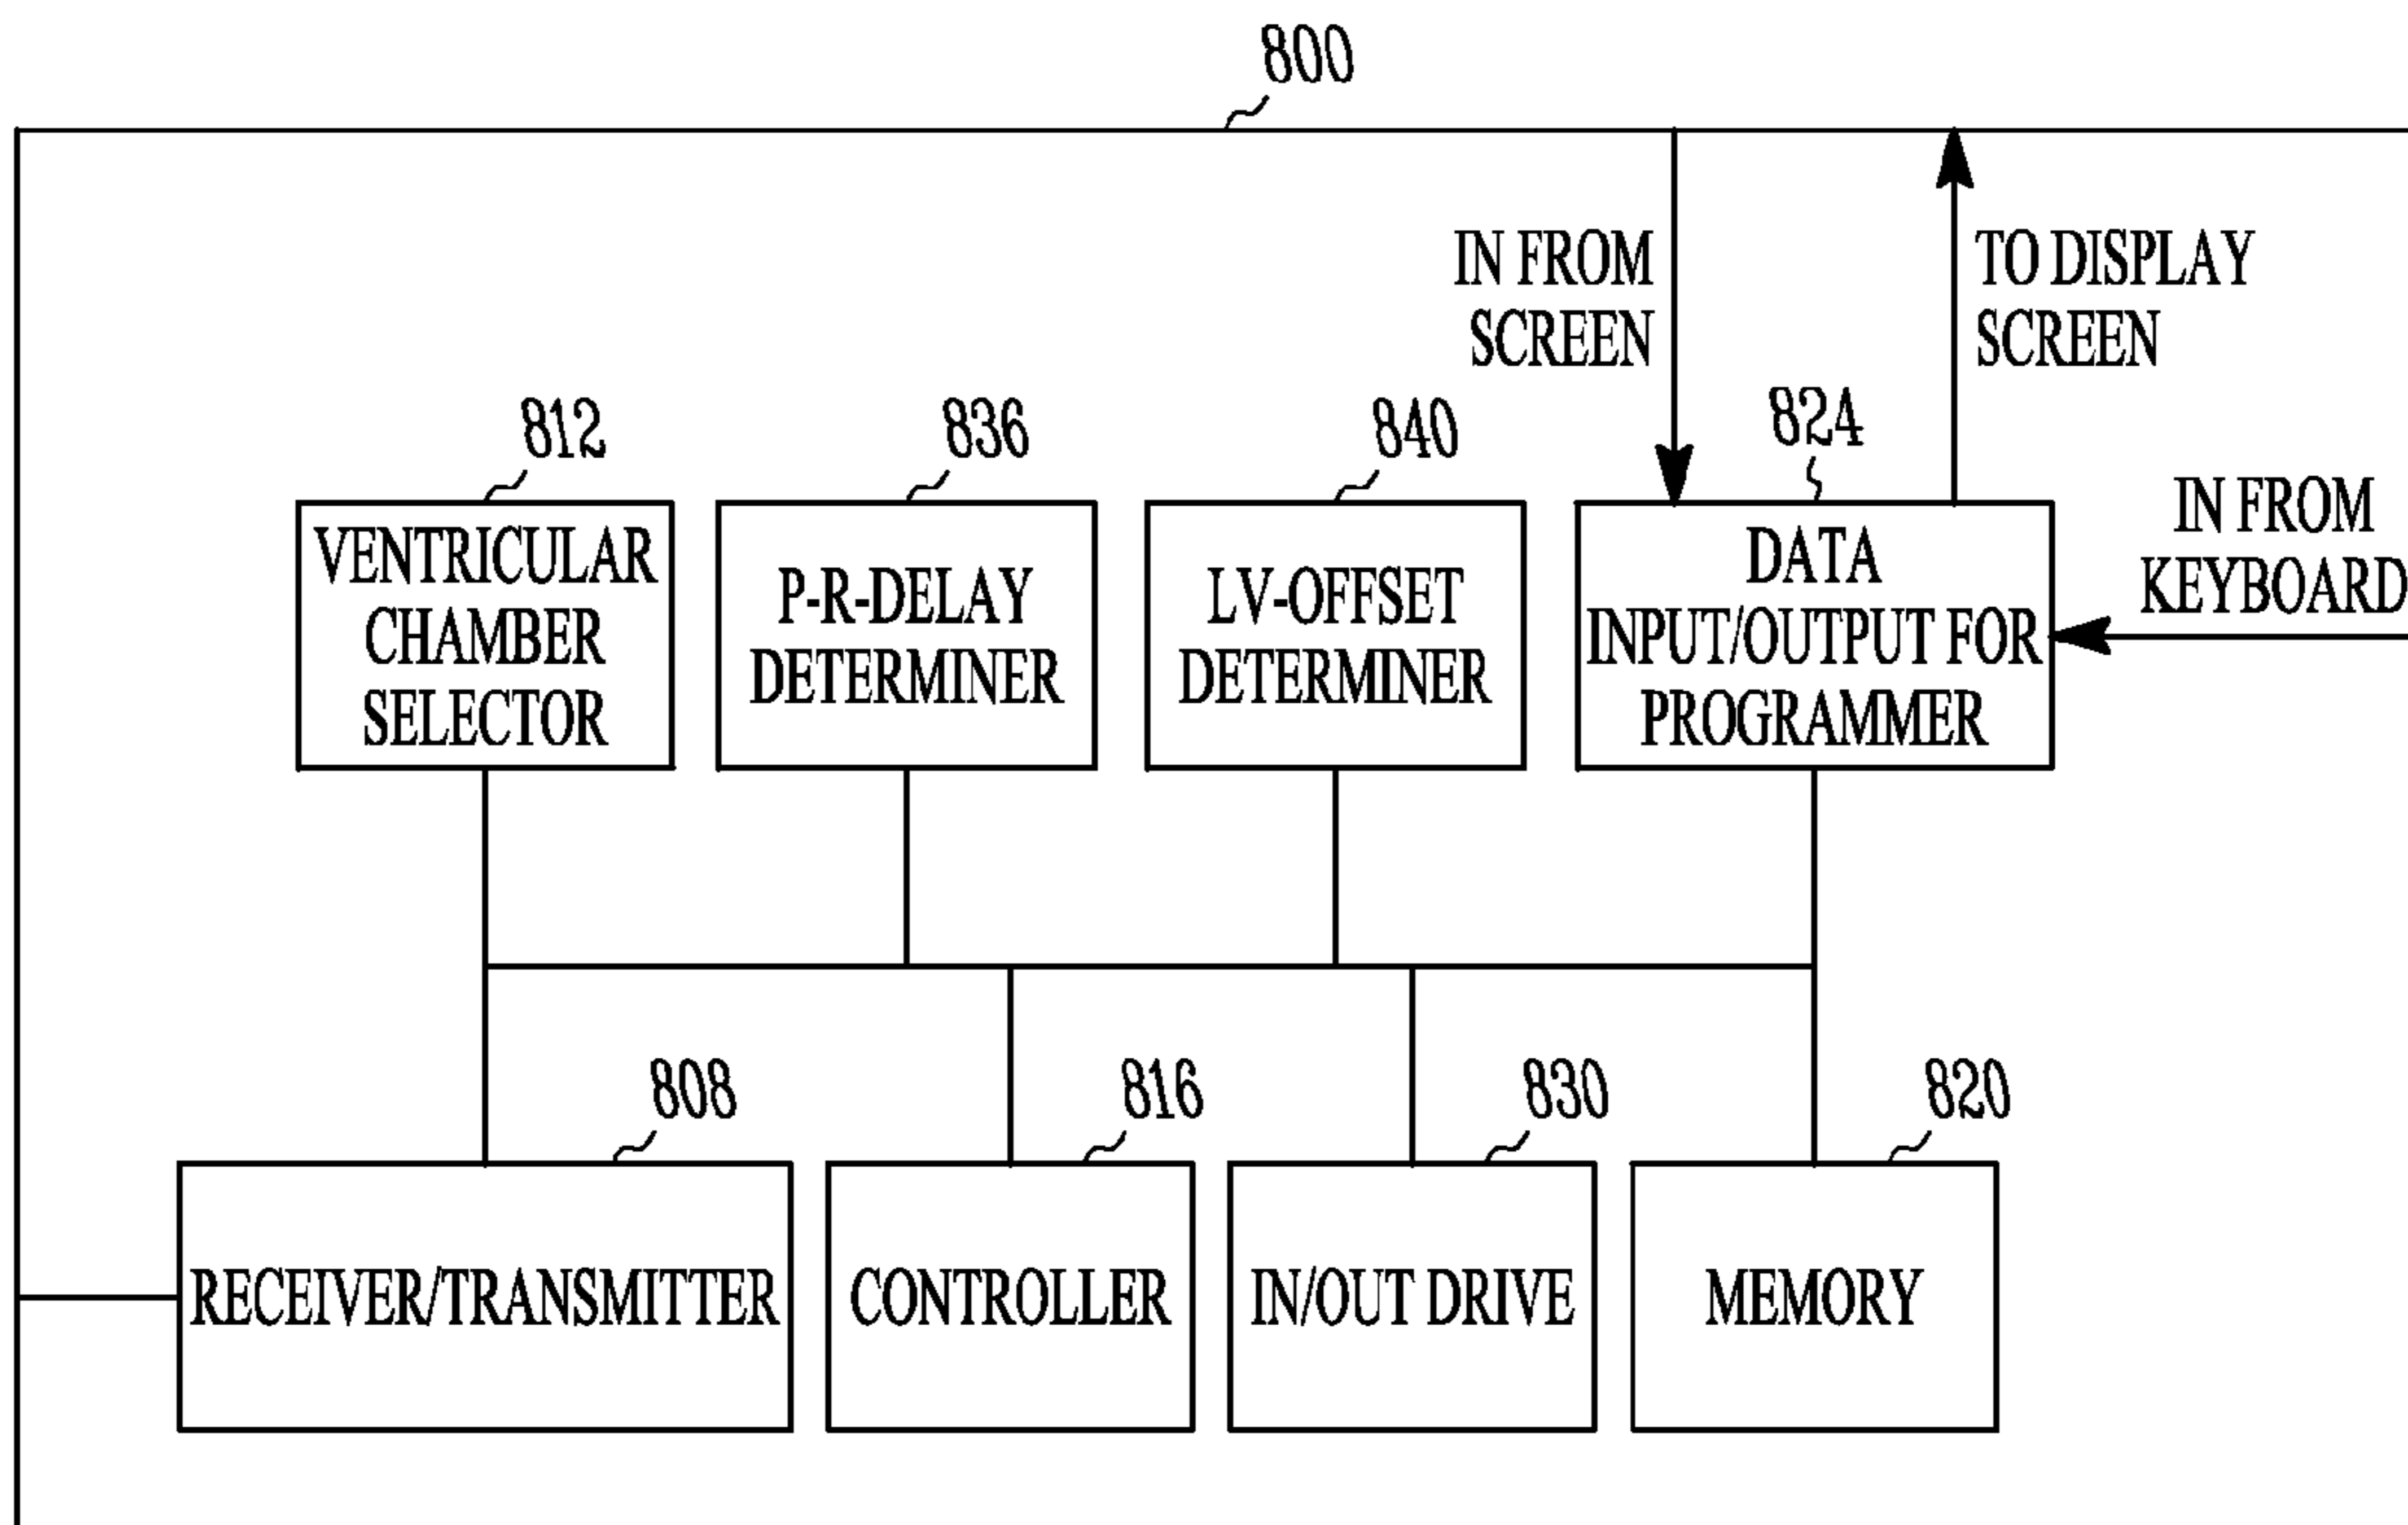 800
IN FROM
SCREEN
TO DISPLAY
SCREEN
812
836
840
824
IN FROM
KEYBOARD
VENTRICULAR
CHAMBER
SELECTOR
P-R-DELAY
DETERMINER
LV-OFFSET
DETERMINER
DATA
INPUT/OUTPUT FOR
PROGRAMMER
808
816
830
820
RECEIVER/TRANSMITTER
CONTROLLER
IN/OUT DRIVE
MEMORY